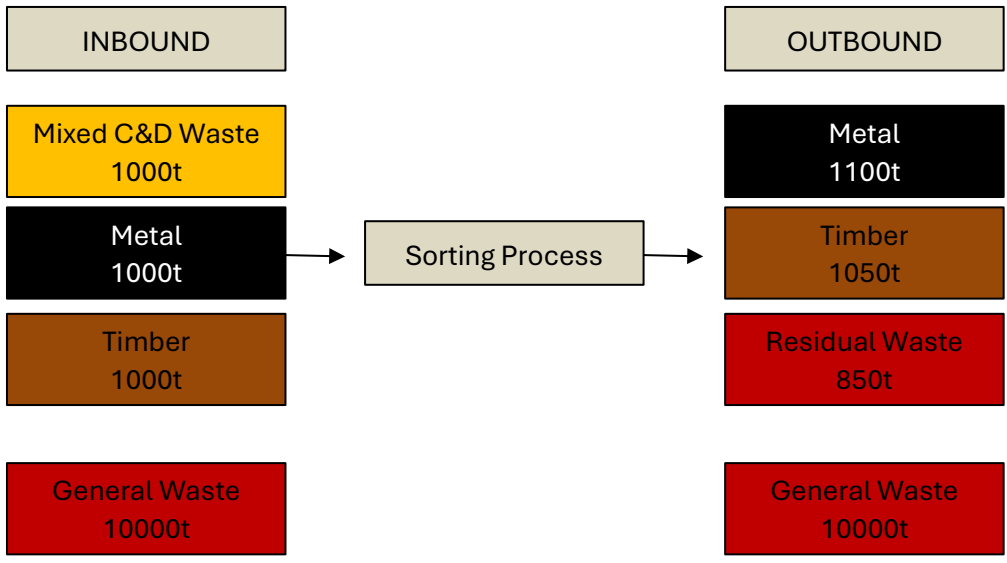 INBOUND
Mixed C&D Waste
1000t
Metal
1000t
Timber
1000t
General Waste
10000t
Sorting Process
OUTBOUND
Metal
1100t
Timber
1050t
Residual Waste
850t
General Waste
10000t